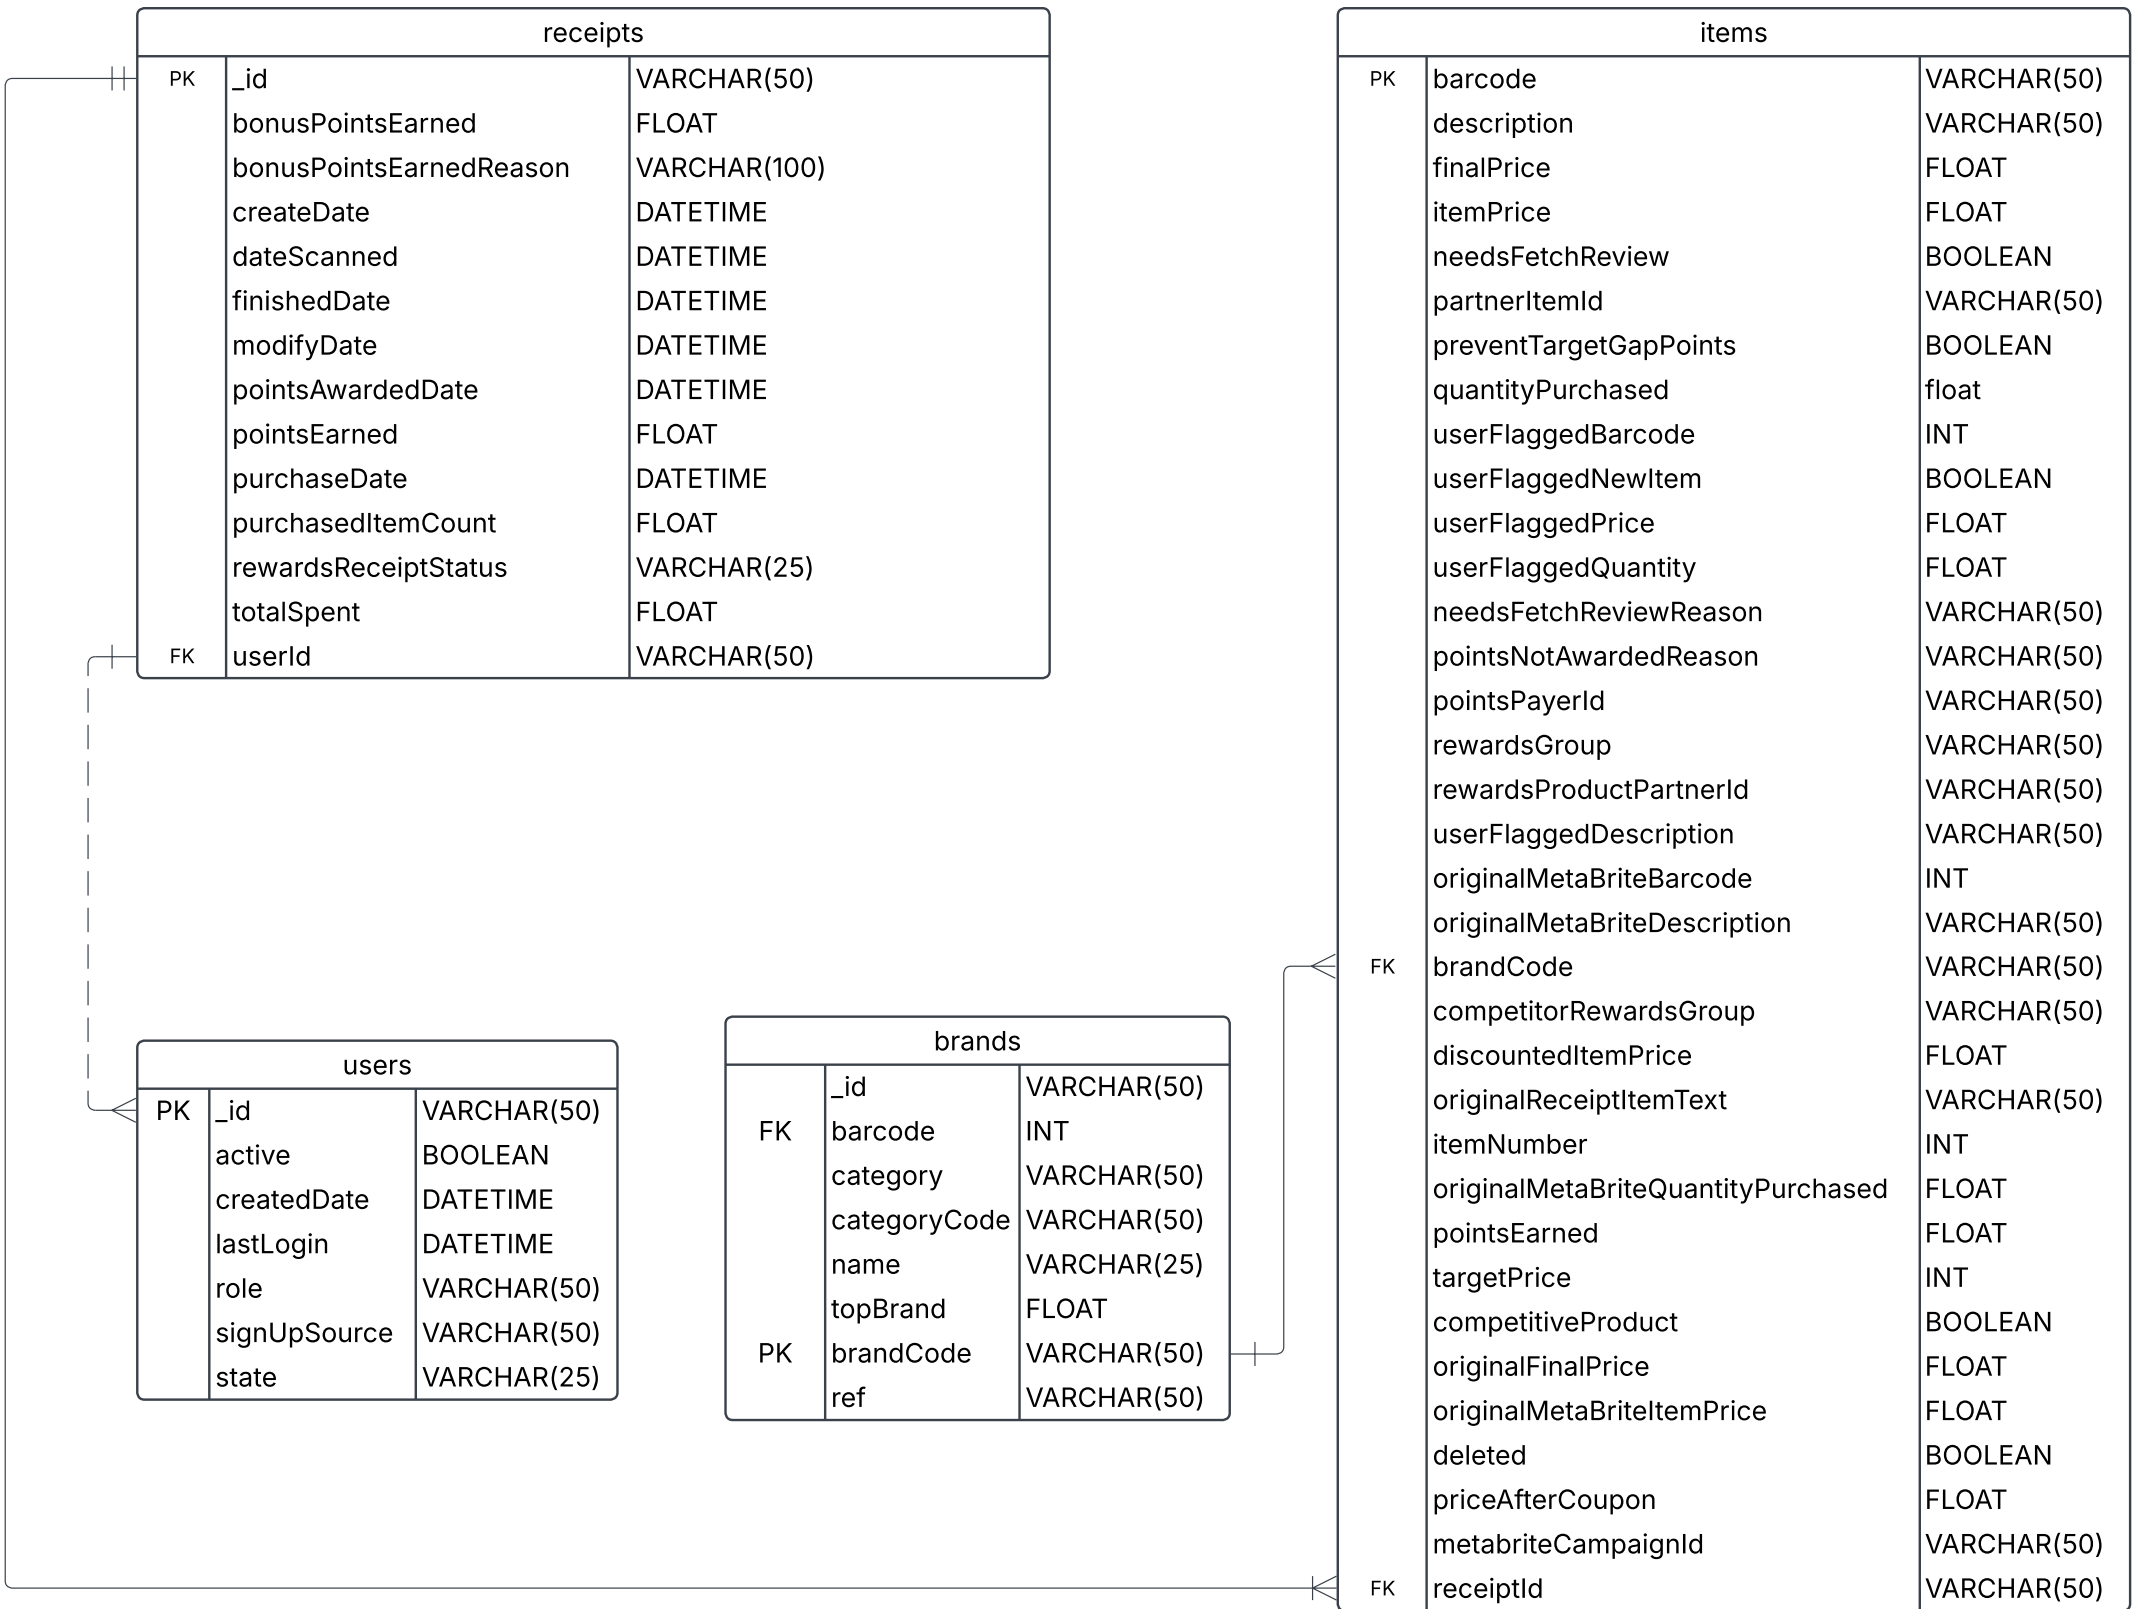 receipts
PK _id VARCHAR(50)
bonusPointsEarned FLOAT
bonusPointsEarnedReason VARCHAR(100)
createDate DATETIME
dateScanned DATETIME
finishedDate DATETIME
modifyDate DATETIME
pointsAwardedDate DATETIME
pointsEarned FLOAT
purchaseDate DATETIME
purchasedItemCount FLOAT
rewardsReceiptStatus VARCHAR(25)
totalSpent FLOAT
FK userId VARCHAR(50)
users
PK _id VARCHAR(50)
active BOOLEAN
createdDate DATETIME
lastLogin DATETIME
role VARCHAR(50)
signUpSource VARCHAR(50)
state VARCHAR(25)
brands
_id VARCHAR(50)
FK barcode INT
category VARCHAR(50)
categoryCode VARCHAR(50)
name VARCHAR(25)
topBrand FLOAT
PK brandCode VARCHAR(50)
ref VARCHAR(50)
items
PK barcode VARCHAR(50)
description VARCHAR(50)
finalPrice FLOAT
itemPrice FLOAT
needsFetchReview BOOLEAN
partnerItemId VARCHAR(50)
preventTargetGapPoints BOOLEAN
quantityPurchased float
userFlaggedBarcode INT
userFlaggedNewItem BOOLEAN
userFlaggedPrice FLOAT
userFlaggedQuantity FLOAT
needsFetchReviewReason VARCHAR(50)
pointsNotAwardedReason VARCHAR(50)
pointsPayerId VARCHAR(50)
rewardsGroup VARCHAR(50)
rewardsProductPartnerId VARCHAR(50)
userFlaggedDescription VARCHAR(50)
originalMetaBriteBarcode INT
originalMetaBriteDescription VARCHAR(50)
FK brandCode VARCHAR(50)
competitorRewardsGroup VARCHAR(50)
discountedItemPrice FLOAT
originalReceiptItemText VARCHAR(50)
itemNumber INT
originalMetaBriteQuantityPurchased FLOAT
pointsEarned FLOAT
targetPrice INT
competitiveProduct BOOLEAN
originalFinalPrice FLOAT
originalMetaBriteItemPrice FLOAT
deleted BOOLEAN
priceAfterCoupon FLOAT
metabriteCampaignId VARCHAR(50)
FK receiptId VARCHAR(50)